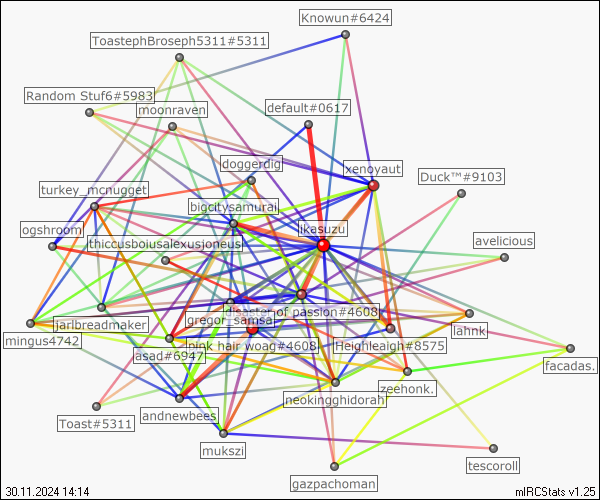 Knowun#6424
ToastephBroseph5311#5311
Random Stuf6#5983
moonraven
default#0617
doggerdig
xenoyaut
Duck™#9103
turkey_mcnugget
bigcitysamurai
ogshroom
likesuzu
thiccusboiusalexusjoneus
avelicious
disaster of passion#4608
jarlbreadmaker
gregor_samsa
lahnk
mingus4742
asad#6947
pink hair woag#4608
Heighleaigh#8575
facadas.
zeehonk.
neokingghidorah
Toast#5311
andnewbees
mukszi
tescoroll
gazpachoman
30.11.2024 14:14
mIRCStats v1.25